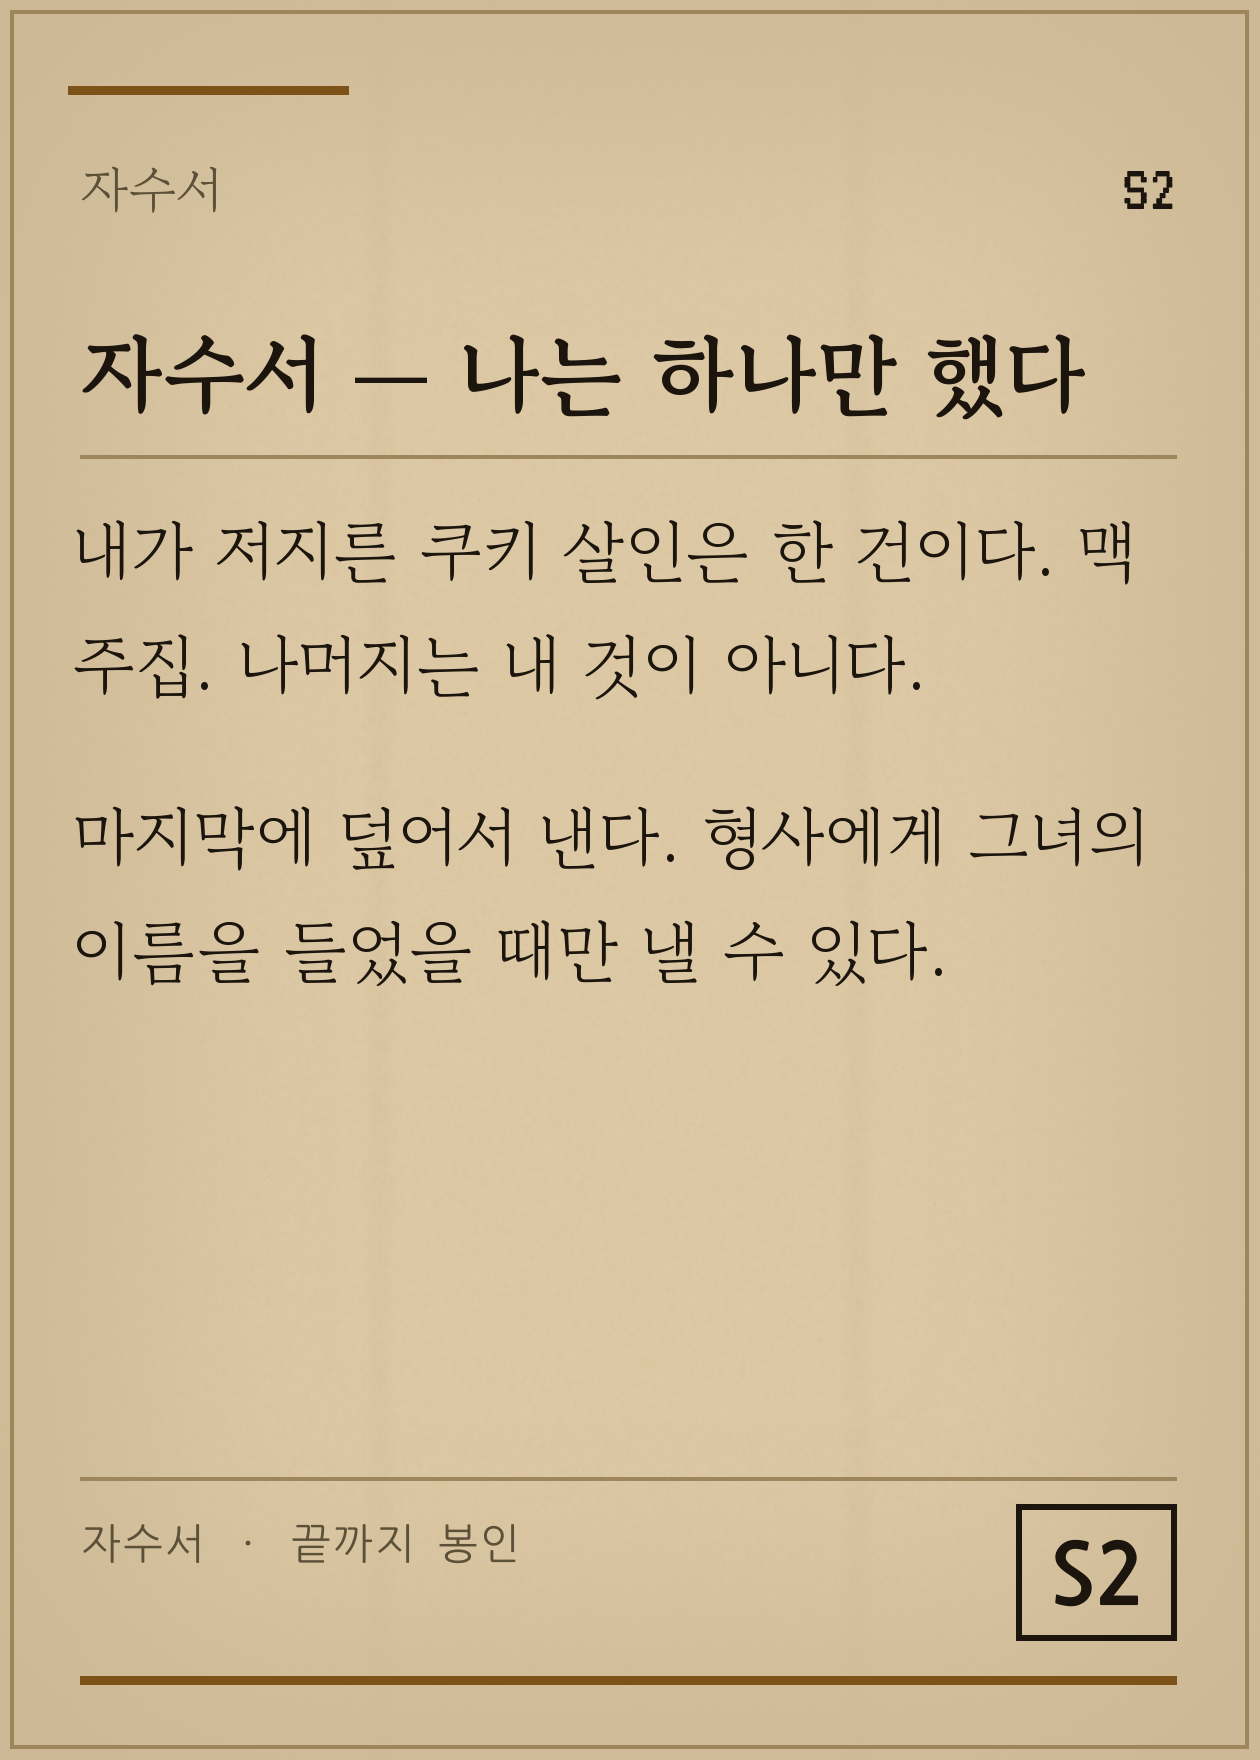 자수서
S2
자수서 — 나는 하나만 했다
내가 저지른 쿠키 살인은 한 건이다. 맥
주집. 나머지는 내 것이 아니다.
마지막에 덮어서 낸다. 형사에게 그녀의
이름을 들었을 때만 낼 수 있다.
자수서 · 끝까지 봉인
S2